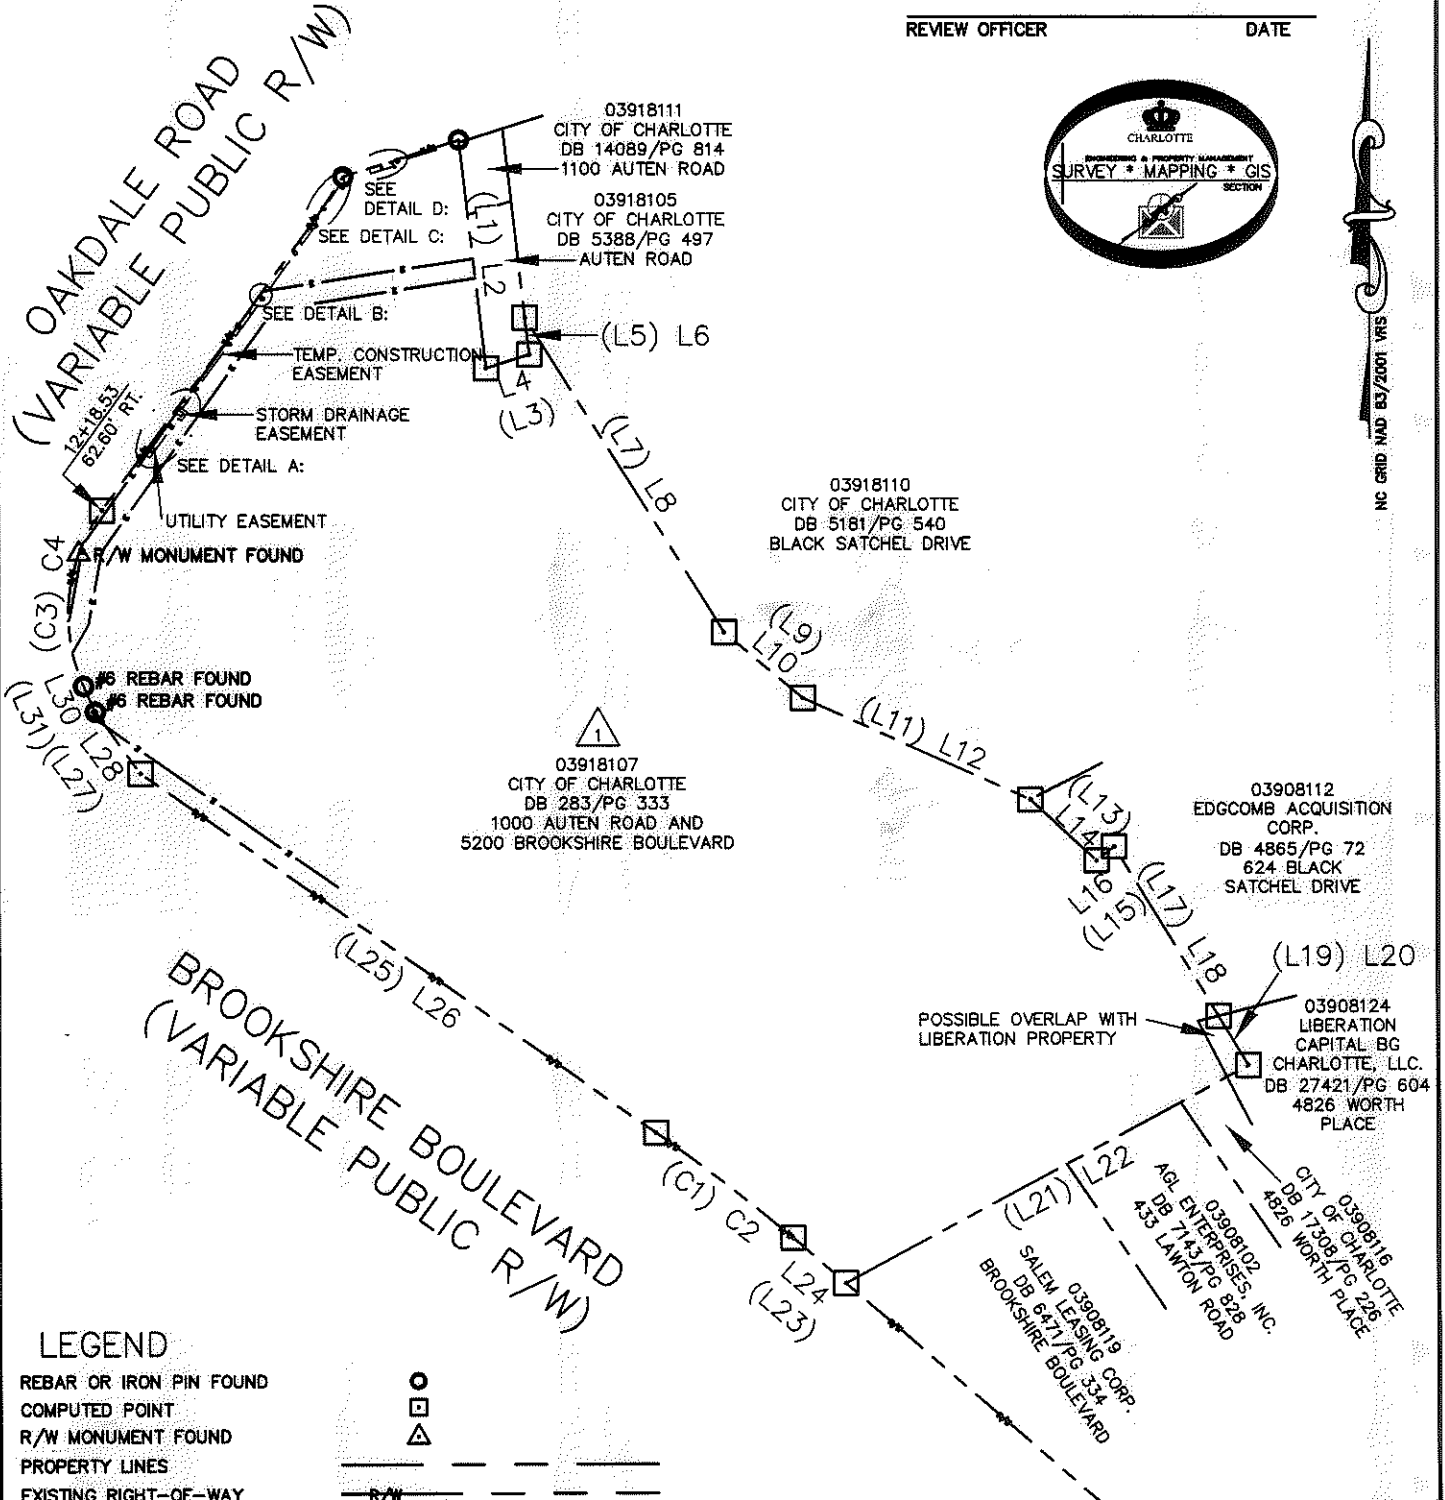 REVIEW OFFICER DATE
CHARLOTTE
ENGINEERING & PROPERTY MANAGEMENT
SURVEY * MAPPING * GIS
SECTION
NC GRID NAD 83/2001 VRS
OAKDALE ROAD
(VARIABLE PUBLIC R/W)
03918111
CITY OF CHARLOTTE
DB 14089/PG 814
1100 AUTEN ROAD
03918105
CITY OF CHARLOTTE
DB 5388/PG 497
AUTEN ROAD
SEE
DETAIL D:
SEE DETAIL C:
(L1)
L2
SEE DETAIL B:
(L5) L6
TEMP. CONSTRUCTION
EASEMENT
L4
(L3)
12+18.53
62.60' RT.
STORM DRAINAGE
EASEMENT
SEE DETAIL A:
(L7) L8
UTILITY EASEMENT
03918110
CITY OF CHARLOTTE
DB 5181/PG 540
BLACK SATCHEL DRIVE
R/W MONUMENT FOUND
(C3) C4
(L9)
L10
#6 REBAR FOUND
#6 REBAR FOUND
L30 L28
(L31)(L27)
(L11) L12
1
03918107
CITY OF CHARLOTTE
DB 283/PG 333
1000 AUTEN ROAD AND
5200 BROOKSHIRE BOULEVARD
(L13)
L14
L16
(L15)
03908112
EDGCOMB ACQUISITION
CORP.
DB 4865/PG 72
624 BLACK
SATCHEL DRIVE
(L17) L18
(L19) L20
(L25) L26
POSSIBLE OVERLAP WITH
LIBERATION PROPERTY
03908124
LIBERATION
CAPITAL BG
CHARLOTTE, LLC.
DB 27421/PG 604
4826 WORTH
PLACE
BROOKSHIRE BOULEVARD
(VARIABLE PUBLIC R/W)
(C1) C2
L24
(L23)
(L21) L22
03908116
CITY OF CHARLOTTE
DB 17308/PG 226
4826 WORTH PLACE
03908102
AGL ENTERPRISES, INC.
DB 7143/PG 828
433 LAWTON ROAD
03908119
SALEM LEASING CORP.
DB 6471/PG 334
BROOKSHIRE BOULEVARD
LEGEND
REBAR OR IRON PIN FOUND
COMPUTED POINT
R/W MONUMENT FOUND
PROPERTY LINES
EXISTING RIGHT-OF-WAY R/W